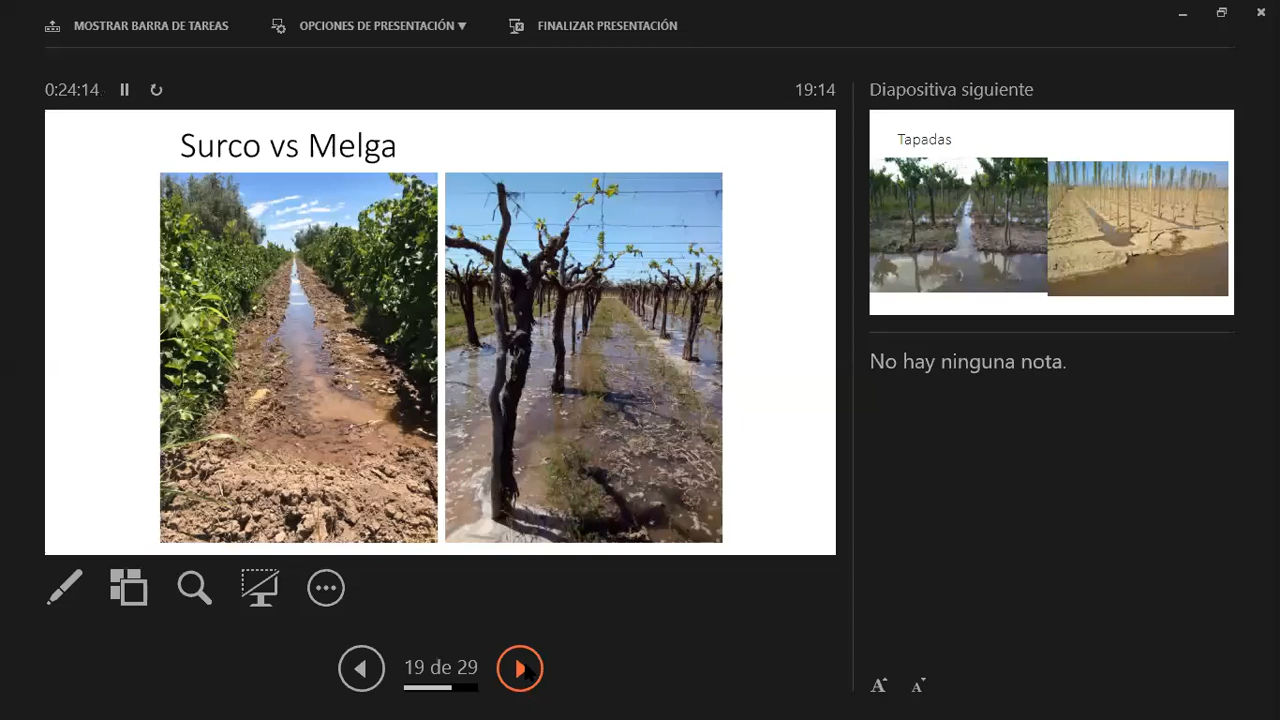 MOSTRAR BARRA DE TAREAS
OPCIONES DE PRESENTACIÓN ▼
FINALIZAR PRESENTACIÓN
0:24:14
19:14
Diapositiva siguiente
Surco vs Melga
Tapadas
No hay ninguna nota.
19 de 29
A A